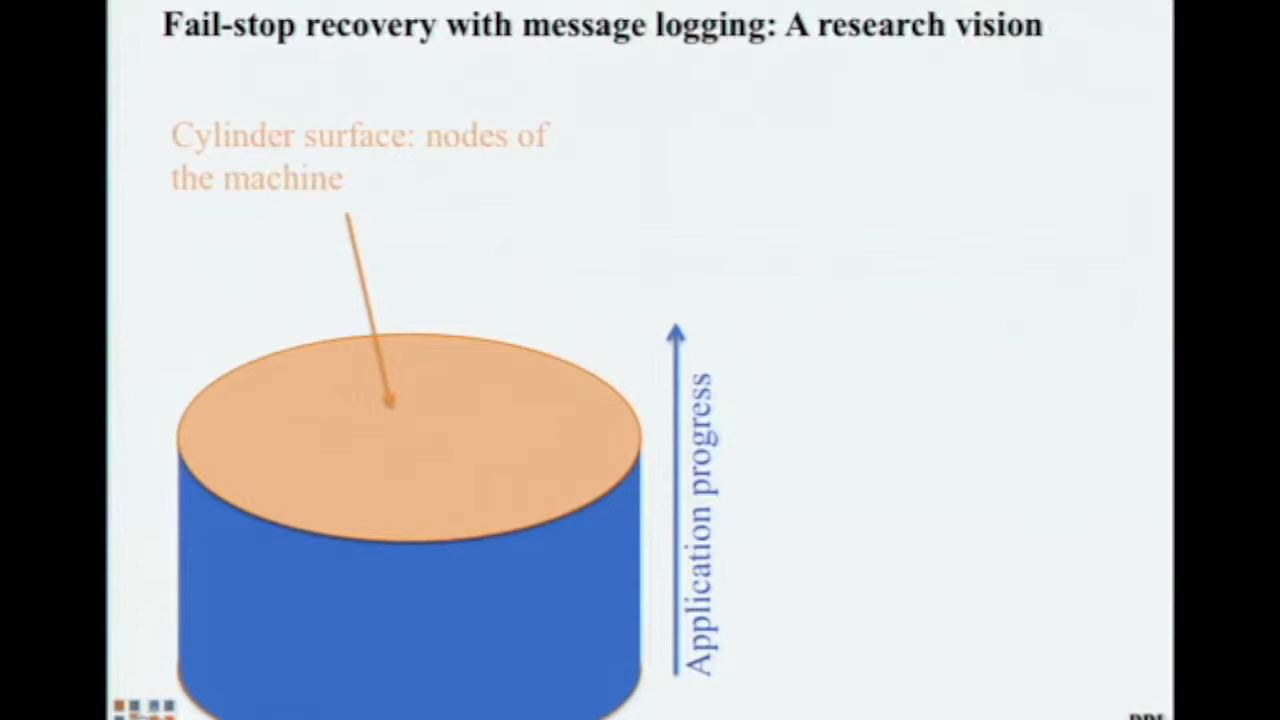 Fail-stop recovery with message logging: A research vision
Cylinder surface: nodes of
the machine
Application progress